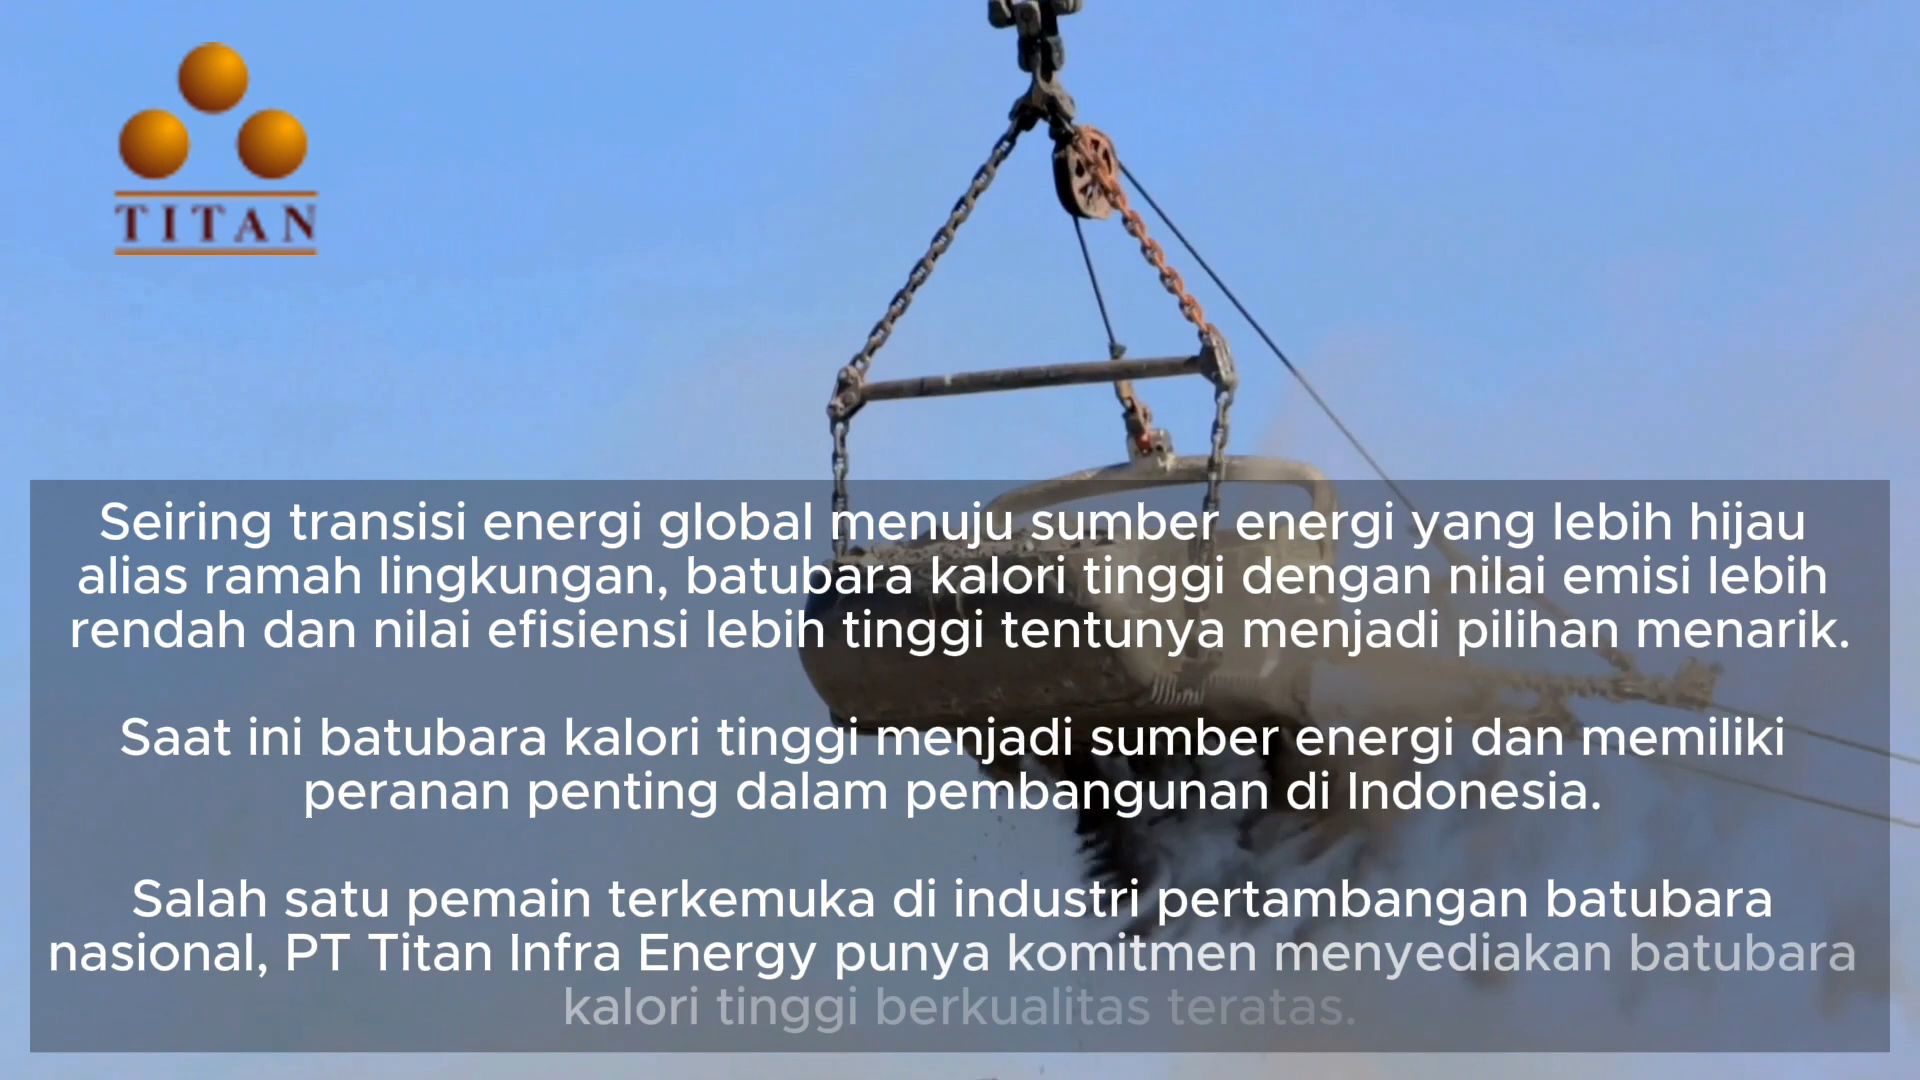 TITAN
Seiring transisi energi global menuju sumber energi yang lebih hijau
alias ramah lingkungan, batubara kalori tinggi dengan nilai emisi lebih
rendah dan nilai efisiensi lebih tinggi tentunya menjadi pilihan menarik.
Saat ini batubara kalori tinggi menjadi sumber energi dan memiliki
peranan penting dalam pembangunan di Indonesia.
Salah satu pemain terkemuka di industri pertambangan batubara
nasional, PT Titan Infra Energy punya komitmen menyediakan batubara
kalori tinggi berkualitas teratas.